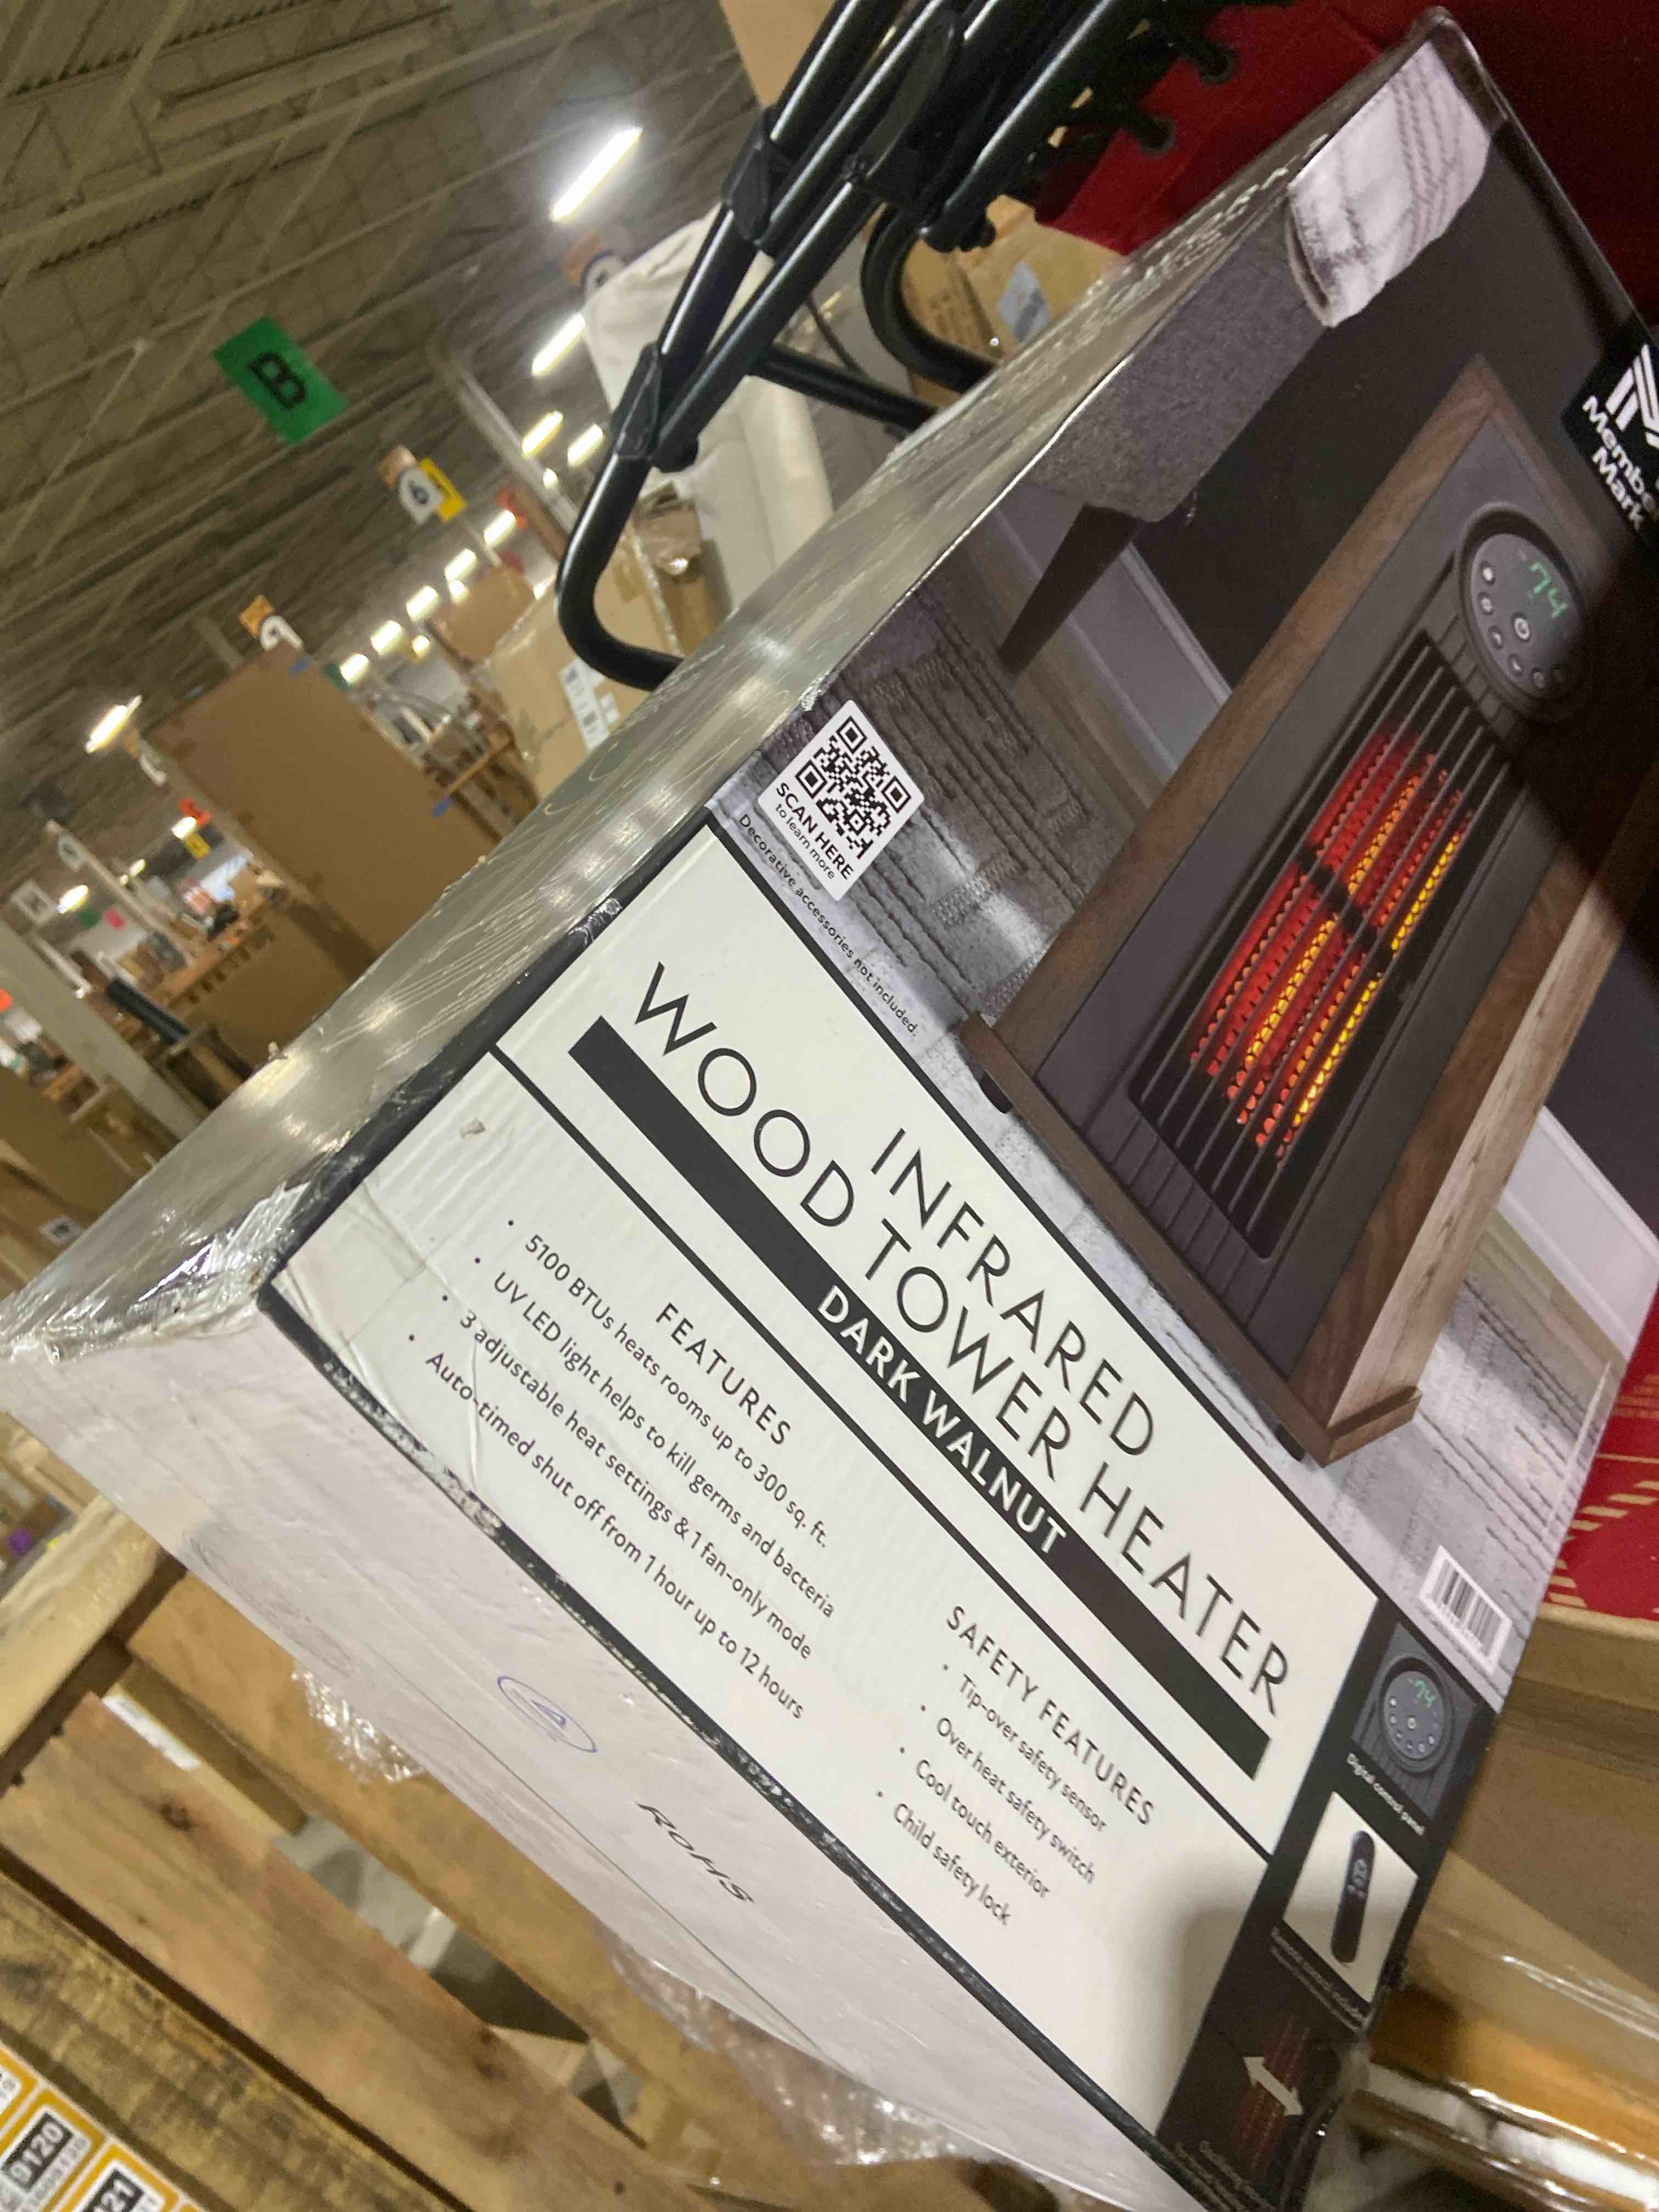 B
Member's
Mark
74
SCAN HERE
to learn more
Decorative accessories not included.
INFRARED
WOOD TOWER HEATER
DARK WALNUT
FEATURES
• 5100 BTUs heats rooms up to 300 sq. ft.
• UV LED light helps to kill germs and bacteria
• 3 adjustable heat settings & 1 fan-only mode
• Auto-timed shut off from 1 hour up to 12 hours
SAFETY FEATURES
• Tip-over safety sensor
• Over heat safety switch
• Cool touch exterior
• Child safety lock
74
Digital control panel
ROHS
9120